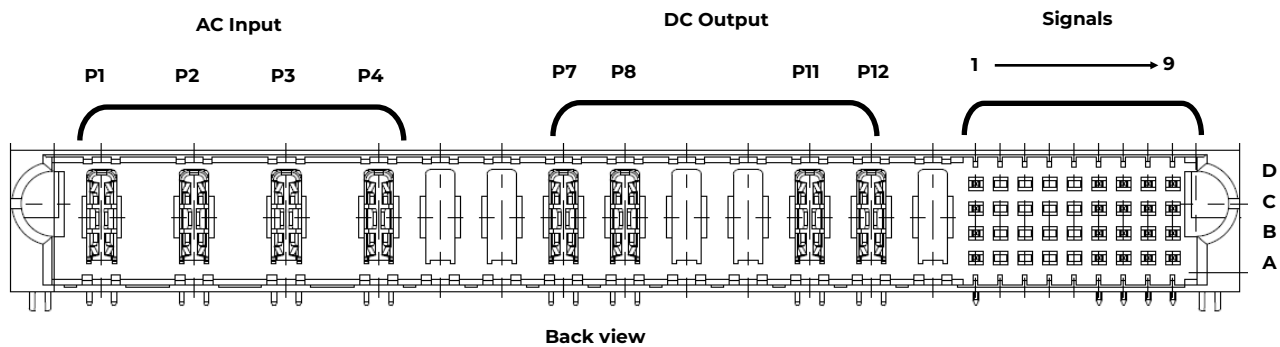 AC Input
DC Output
Signals
P1 P2 P3 P4 P7 P8 P11 P12 1 9
D
C
B
A
Back view